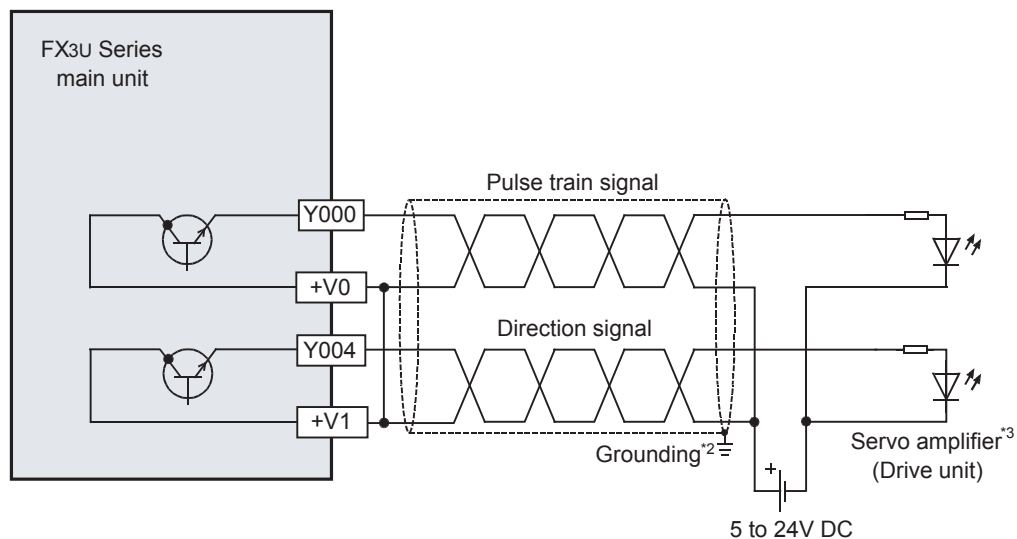 FX3U Series
main unit
Pulse train signal
Y000
+V0
Direction signal
Y004
+V1
Grounding*2
Servo amplifier*3
(Drive unit)
+
5 to 24V DC